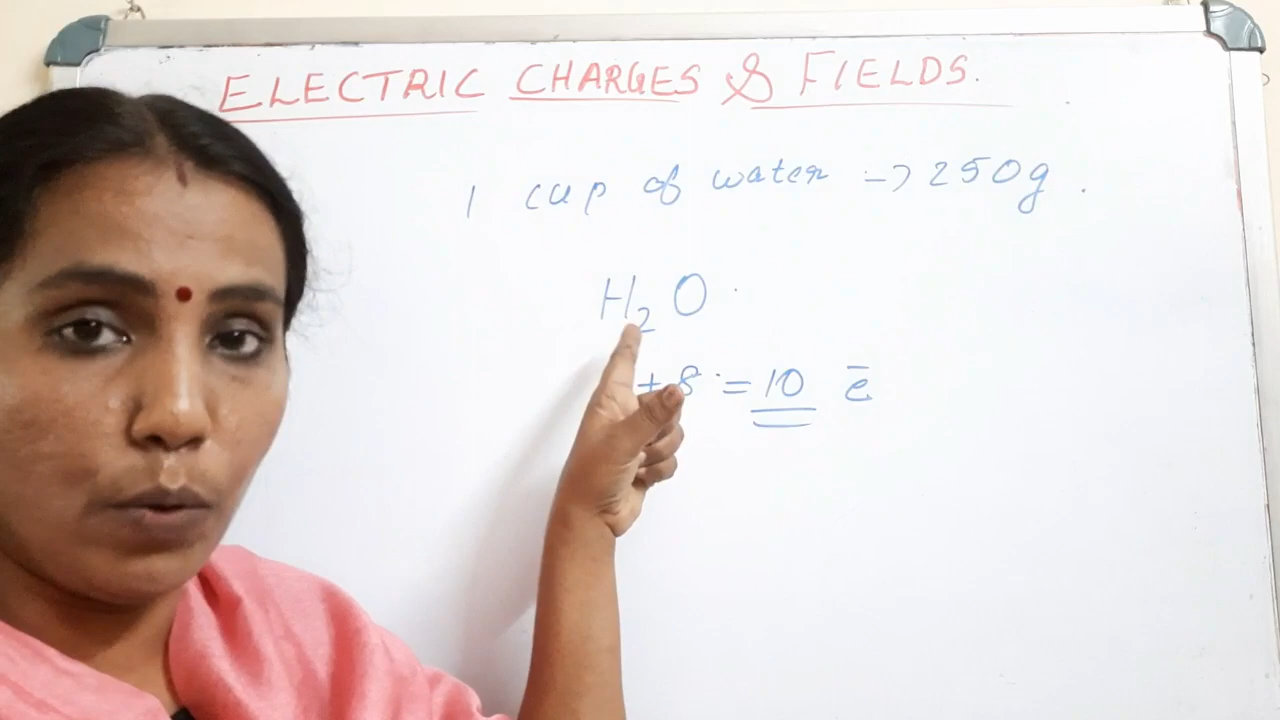 ELECTRIC CHARGES & FIELDS.
1 cup of water -> 250g.
H₂O
+ 8 = 10 ē